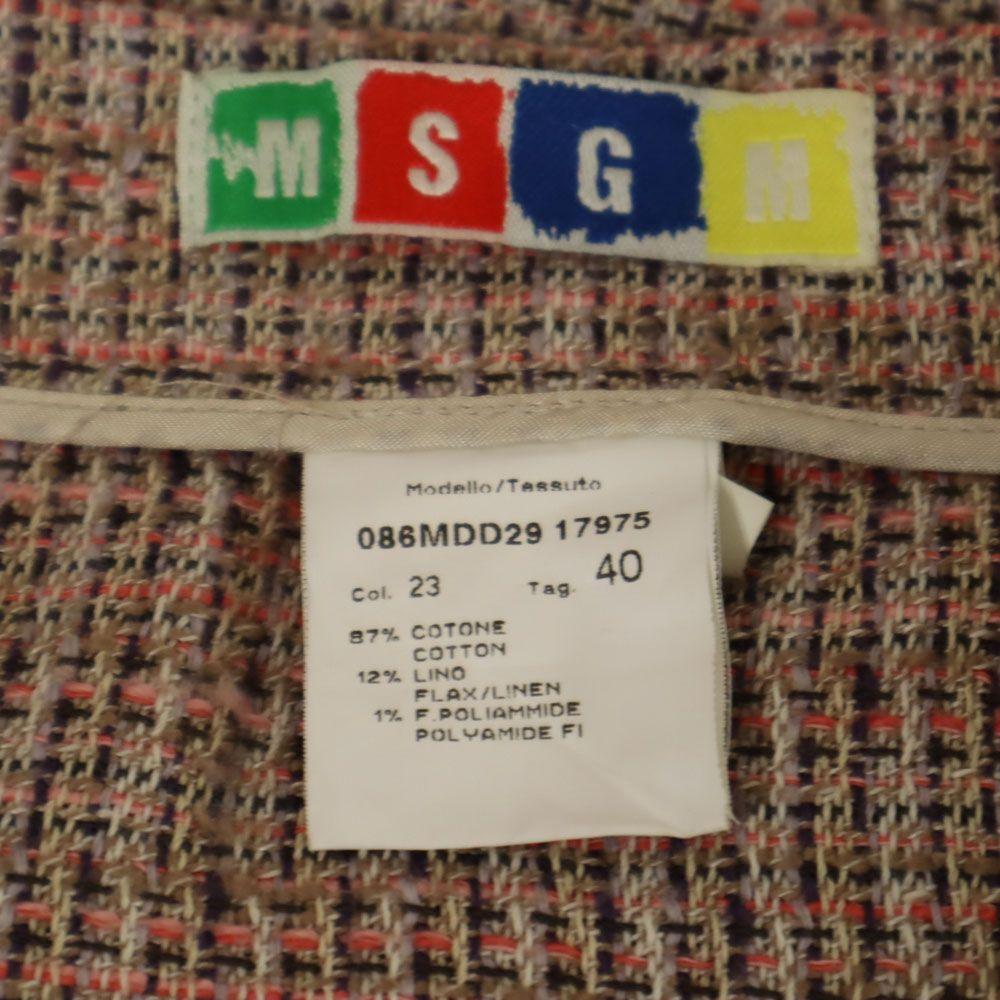 MSGM
Modello/Tessuto
086MDD29 17975
Col. 23 Tag. 40
87% COTONE
COTTON
12% LINO
FLAX/LINEN
1% F.POLIAMMIDE
POLYAMIDE FI